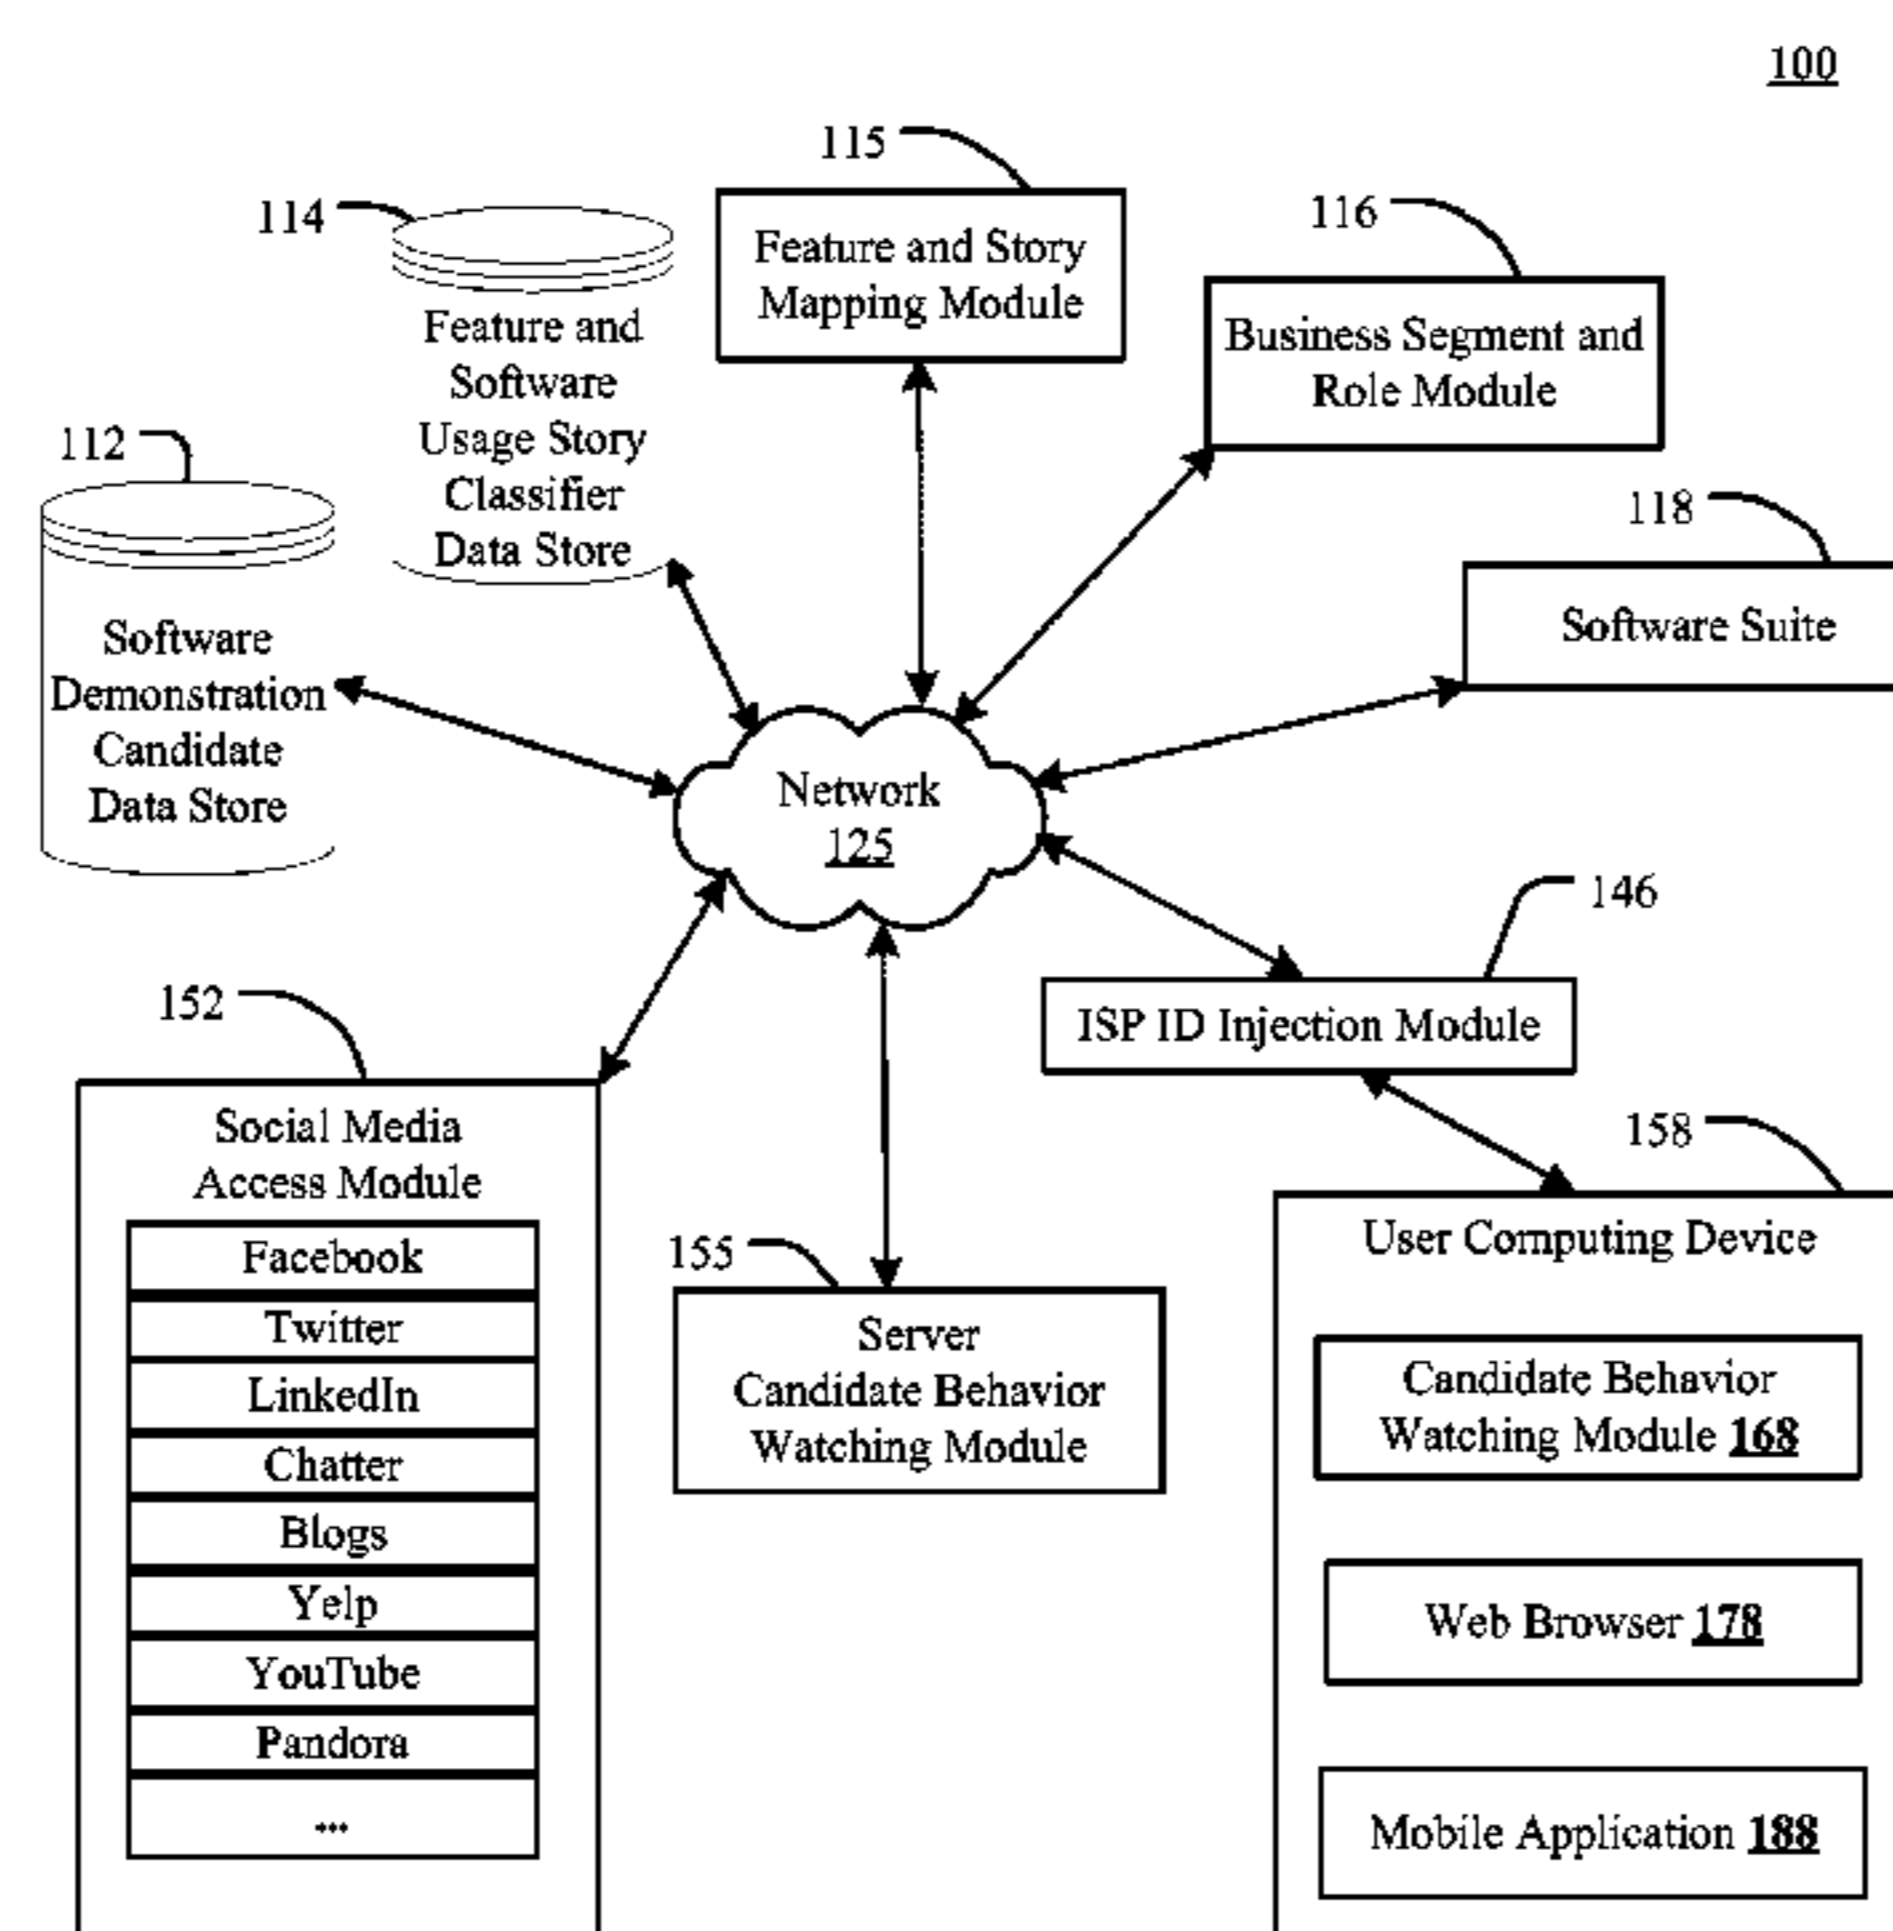 100
115
Feature and Story
Mapping Module
114
Feature and
Software
Usage Story
Classifier
Data Store
116
Business Segment and
Role Module
112
Software
Demonstration
Candidate
Data Store
118
Software Suite
Network
125
146
ISP ID Injection Module
152
Social Media
Access Module
Facebook
Twitter
LinkedIn
Chatter
Blogs
Yelp
YouTube
Pandora
...
155
Server
Candidate Behavior
Watching Module
158
User Computing Device
Candidate Behavior
Watching Module 168
Web Browser 178
Mobile Application 188